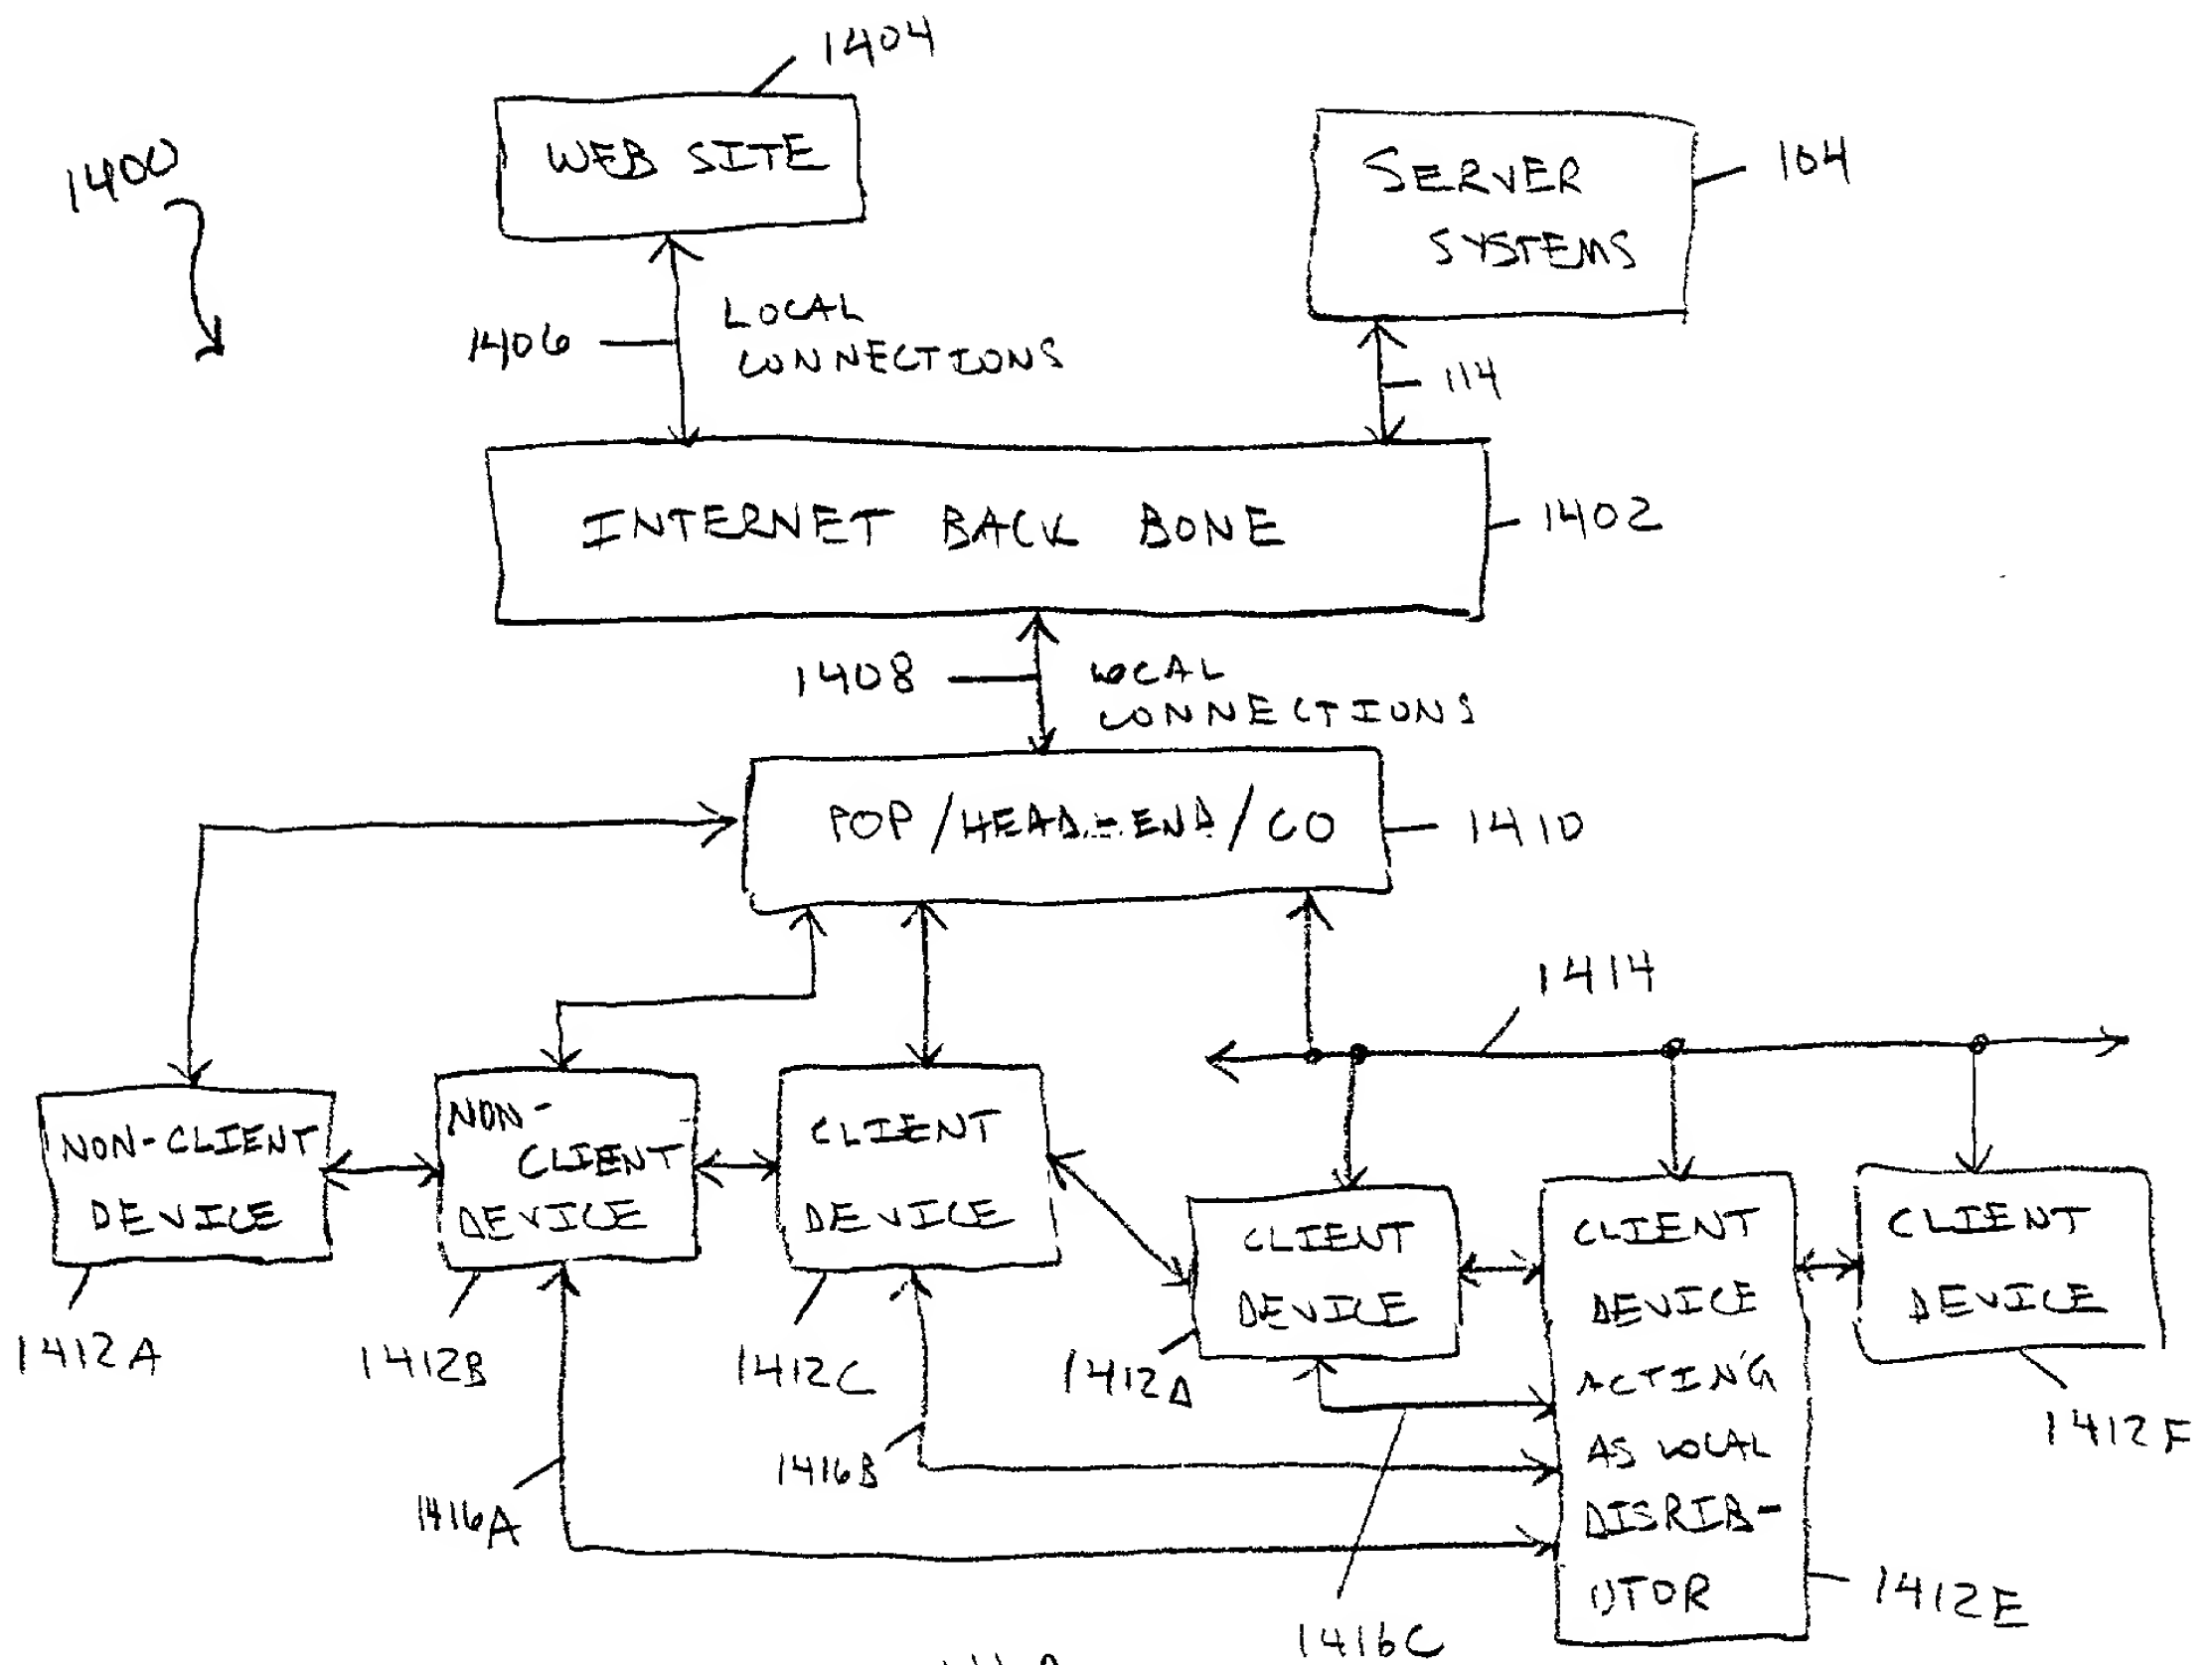 1404
1400
WEB SITE
SERVER
SYSTEMS
104
1406
LOCAL
CONNECTIONS
114
INTERNET BACK BONE
1402
1408
LOCAL
CONNECTIONS
POP/HEAD-END/CO
1410
1414
NON-CLIENT
DEVICE
NON-
CLIENT
DEVICE
CLIENT
DEVICE
CLIENT
DEVICE
CLIENT
DEVICE
ACTING
AS LOCAL
DISRIB-
UTOR
CLIENT
DEVICE
1412A
1412B
1412C
1412D
1412F
1416B
1416A
1412E
1416C